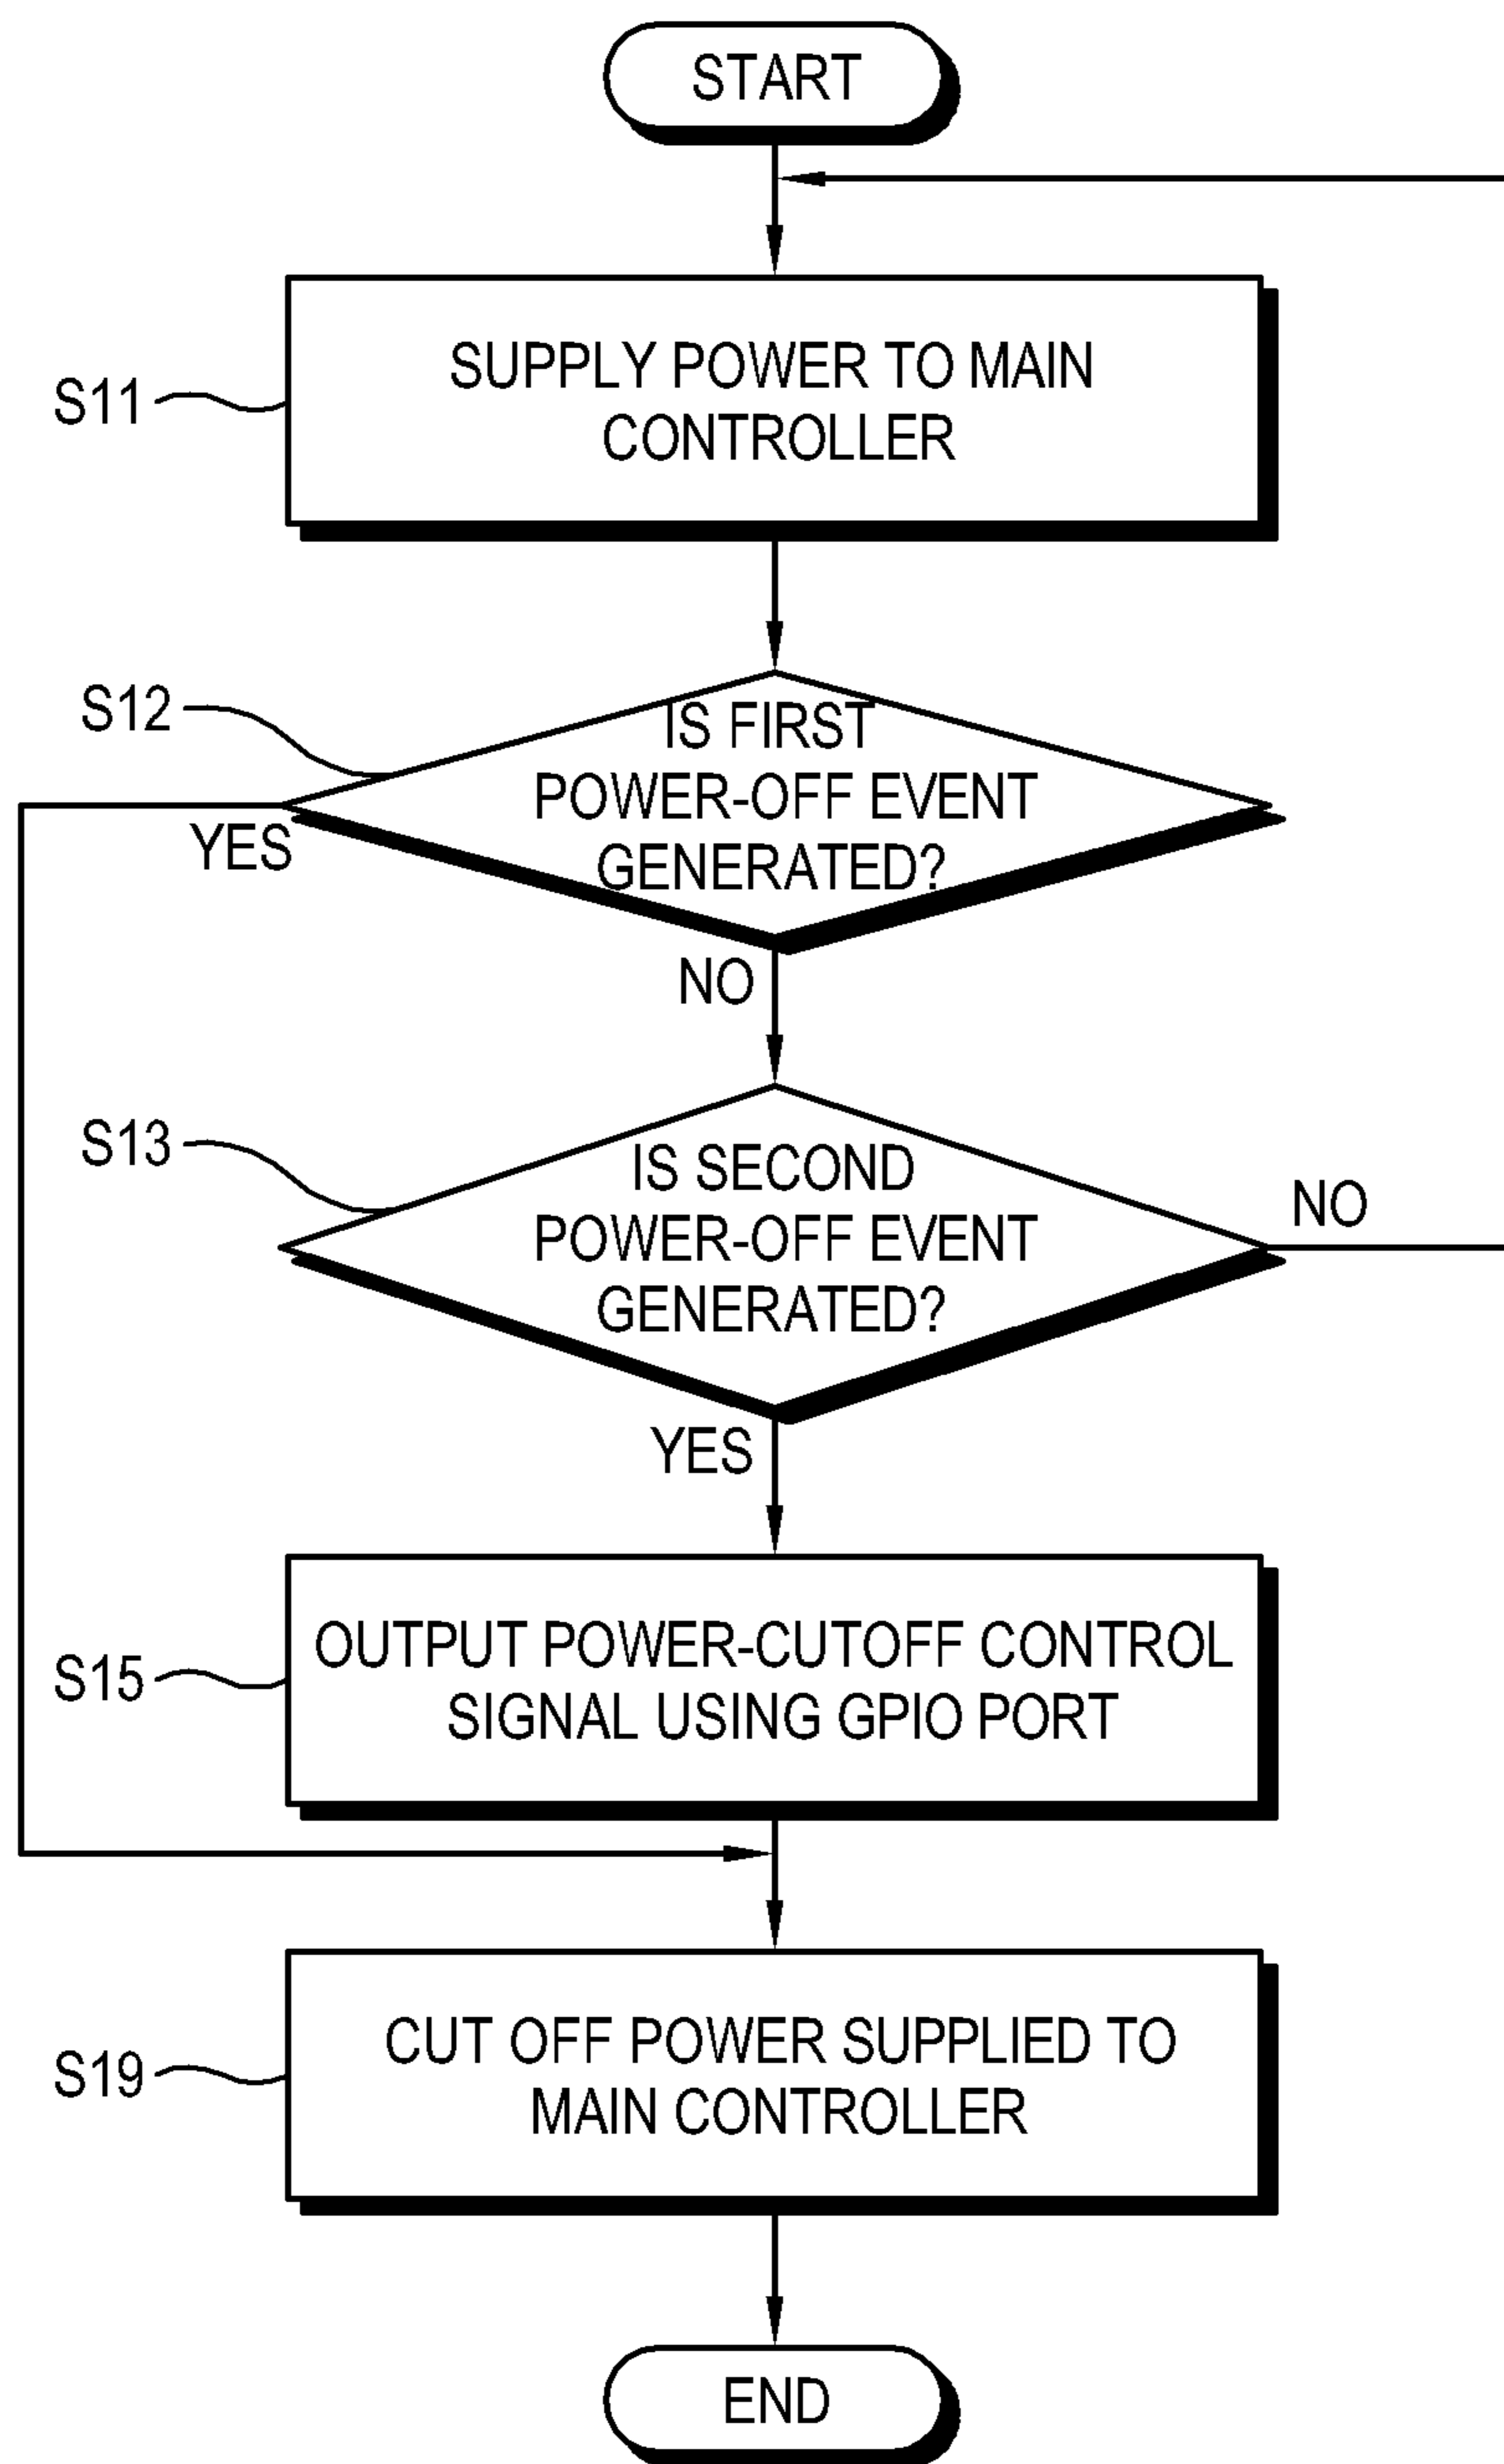 START
S11
SUPPLY POWER TO MAIN
CONTROLLER
S12
IS FIRST
POWER-OFF EVENT
GENERATED?
YES
NO
S13
IS SECOND
POWER-OFF EVENT
GENERATED?
NO
YES
S15
OUTPUT POWER-CUTOFF CONTROL
SIGNAL USING GPIO PORT
S19
CUT OFF POWER SUPPLIED TO
MAIN CONTROLLER
END